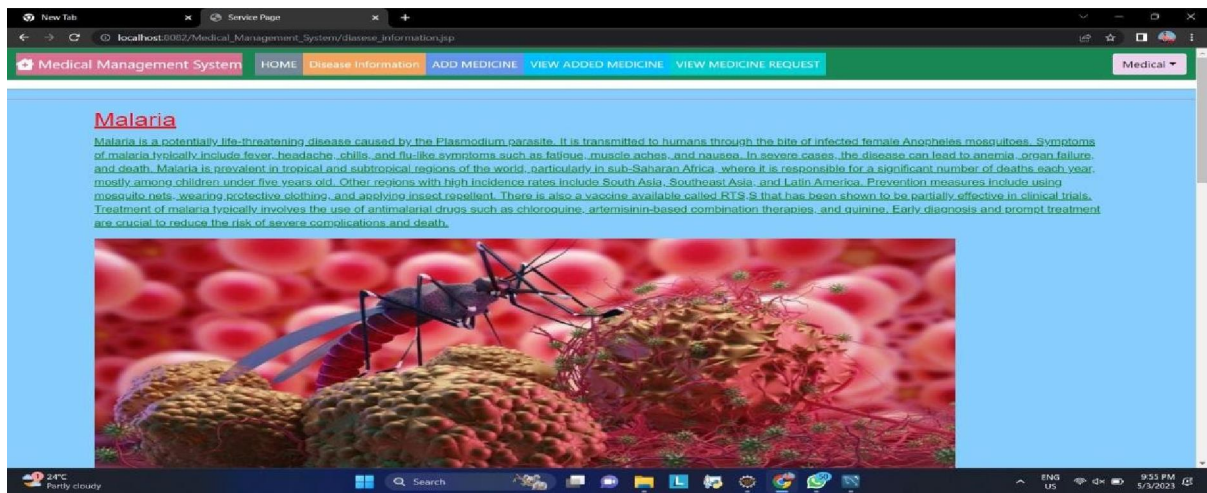 New Tab
Service Page
localhost:8082/Medical_Management_System/diasese_information.jsp
Medical Management System HOME Disease Information ADD MEDICINE VIEW ADDED MEDICINE VIEW MEDICINE REQUEST Medical
Malaria
Malaria is a potentially life-threatening disease caused by the Plasmodium parasite. It is transmitted to humans through the bite of infected female Anopheles mosquitoes. Symptoms
of malaria typically include fever, headache, chills, and flu-like symptoms such as fatigue, muscle aches, and nausea. In severe cases, the disease can lead to anemia, organ failure,
and death. Malaria is prevalent in tropical and subtropical regions of the world, particularly in sub-Saharan Africa, where it is responsible for a significant number of deaths each year,
mostly among children under five years old. Other regions with high incidence rates include South Asia, Southeast Asia, and Latin America. Prevention measures include using
mosquito nets, wearing protective clothing, and applying insect repellent. There is also a vaccine available called RTS,S that has been shown to be partially effective in clinical trials.
Treatment of malaria typically involves the use of antimalarial drugs such as chloroquine, artemisinin-based combination therapies, and quinine. Early diagnosis and prompt treatment
are crucial to reduce the risk of severe complications and death.
24°C
Partly cloudy
Search
ENG
US
9:55 PM
5/3/2023